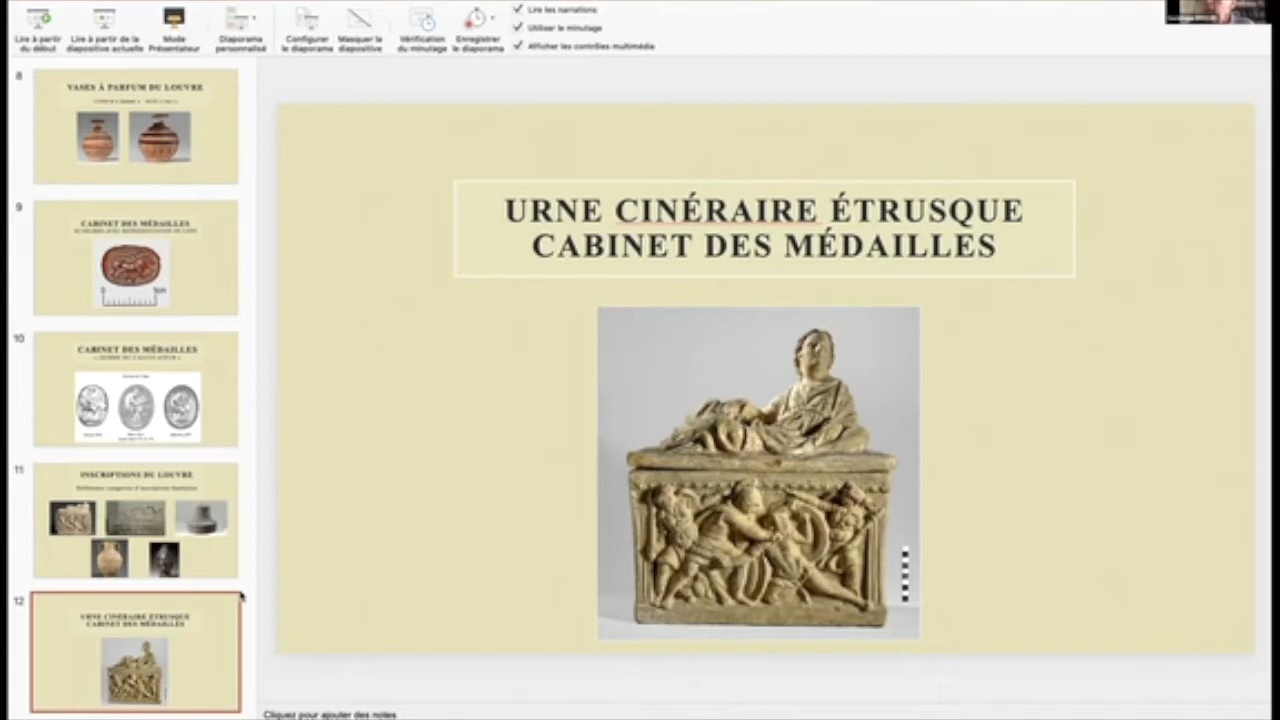 Lire à partir
du début
Lire à partir de la
diapositive actuelle
Mode
Présentateur
Diaporama
personnalisé
Configurer
le diaporama
Masquer la
diapositive
Vérification
du minutage
Enregistrer
le diaporama
Lire les narrations
Utiliser le minutage
Afficher les contrôles multimédia
8
VASES À PARFUM DU LOUVRE
9
CABINET DES MÉDAILLES
10
CABINET DES MÉDAILLES
11
INSCRIPTIONS DU LOUVRE
12
URNE CINÉRAIRE ÉTRUSQUE
CABINET DES MÉDAILLES
URNE CINÉRAIRE ÉTRUSQUE
CABINET DES MÉDAILLES
Cliquez pour ajouter des notes